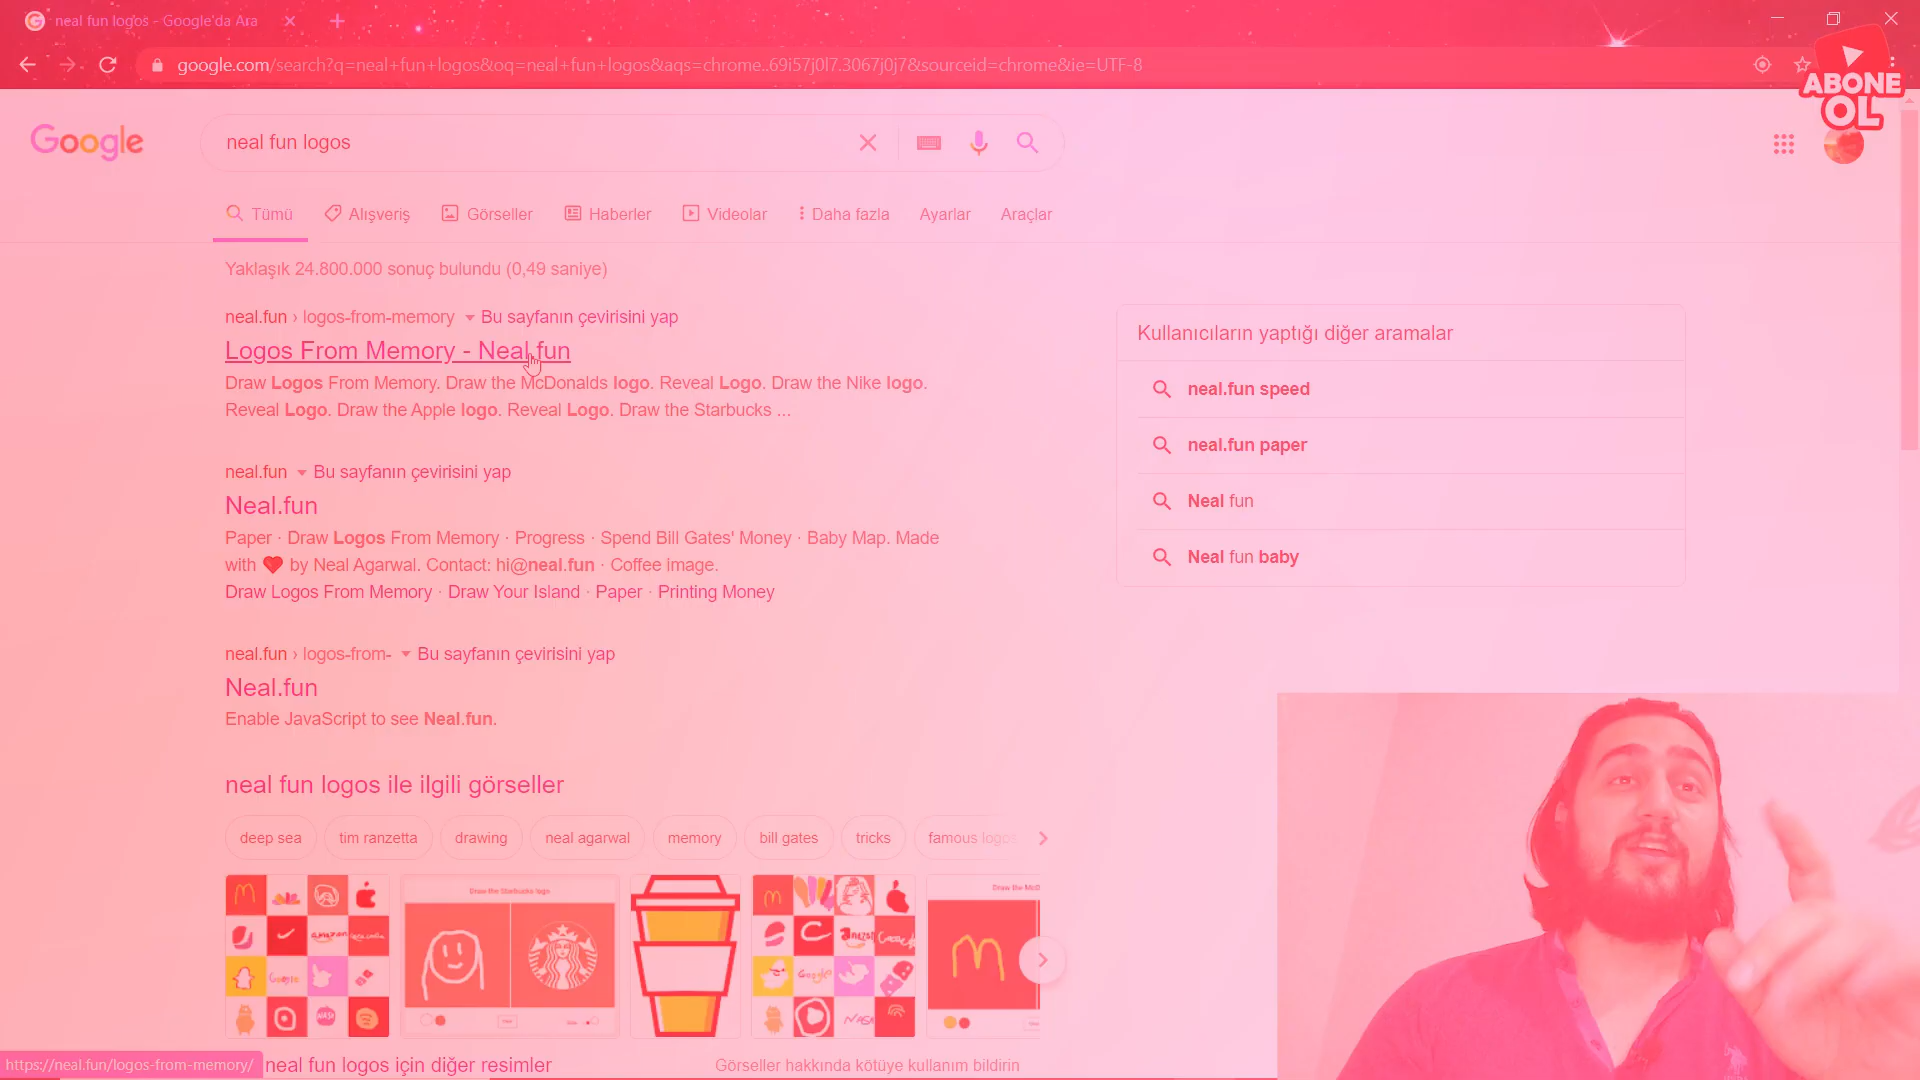 neal fun logos - Google'da Ara
google.com/search?q=neal+fun+logos&oq=neal+fun+logos&aqs=chrome..69i57j0l7.3067j0j7&sourceid=chrome&ie=UTF-8
ABONE
OL
Google
neal fun logos
Tümü Alışveriş Görseller Haberler Videolar Daha fazla Ayarlar Araçlar
Yaklaşık 24.800.000 sonuç bulundu (0,49 saniye)
neal.fun › logos-from-memory Bu sayfanın çevirisini yap
Logos From Memory - Neal.fun
Draw Logos From Memory. Draw the McDonalds logo. Reveal Logo. Draw the Nike logo.
Reveal Logo. Draw the Apple logo. Reveal Logo. Draw the Starbucks ...
neal.fun Bu sayfanın çevirisini yap
Neal.fun
Paper · Draw Logos From Memory · Progress · Spend Bill Gates' Money · Baby Map. Made
with ❤ by Neal Agarwal. Contact: hi@neal.fun · Coffee image.
Draw Logos From Memory · Draw Your Island · Paper · Printing Money
neal.fun › logos-from- Bu sayfanın çevirisini yap
Neal.fun
Enable JavaScript to see Neal.fun.
neal fun logos ile ilgili görseller
deep sea tim ranzetta drawing neal agarwal memory bill gates tricks famous logos
Draw the Starbucks logo
Draw the McD
neal fun logos için diğer resimler
Görseller hakkında kötüye kullanım bildirin
https://neal.fun/logos-from-memory/
Kullanıcıların yaptığı diğer aramalar
neal.fun speed
neal.fun paper
Neal fun
Neal fun baby